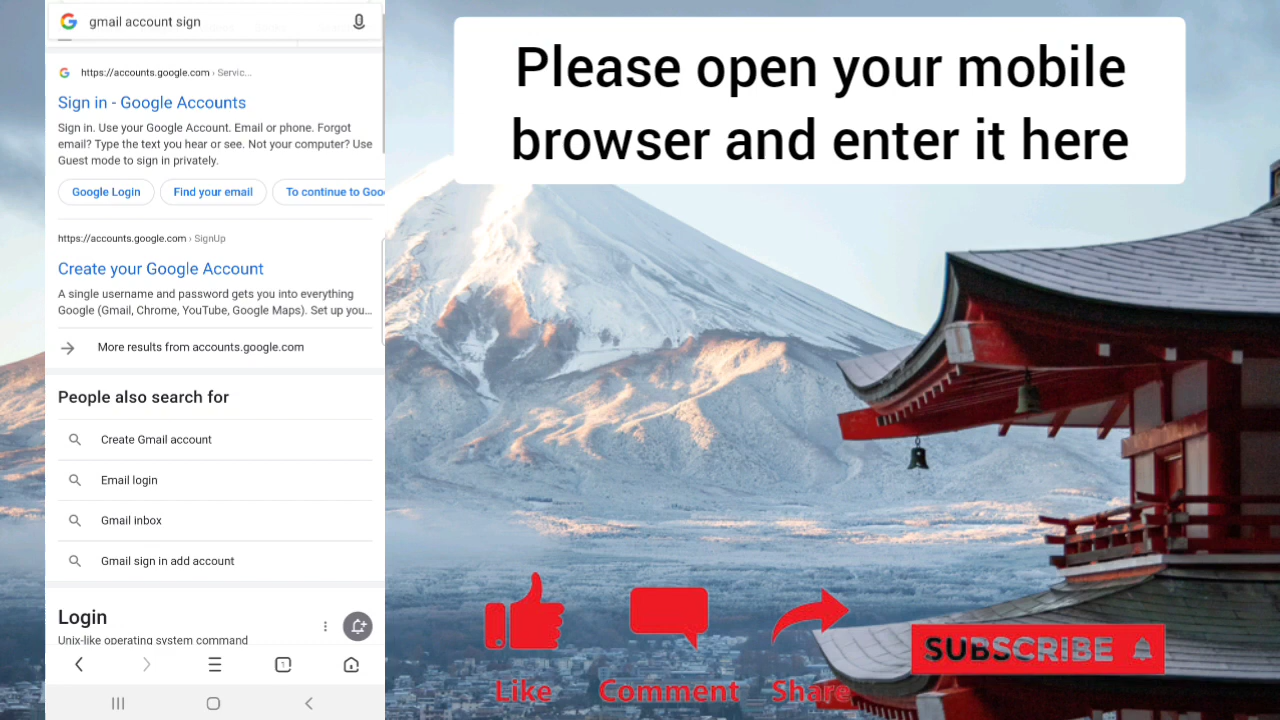 gmail account sign
https://accounts.google.com › Servic...
Sign in - Google Accounts
Sign in. Use your Google Account. Email or phone. Forgot
email? Type the text you hear or see. Not your computer? Use
Guest mode to sign in privately.
Google Login
Find your email
To continue to Goo
https://accounts.google.com › SignUp
Create your Google Account
A single username and password gets you into everything
Google (Gmail, Chrome, YouTube, Google Maps). Set up you...
More results from accounts.google.com
People also search for
Create Gmail account
Email login
Gmail inbox
Gmail sign in add account
Login
Unix-like operating system command
1
Please open your mobile
browser and enter it here
Like
Comment
Share
SUBSCRIBE